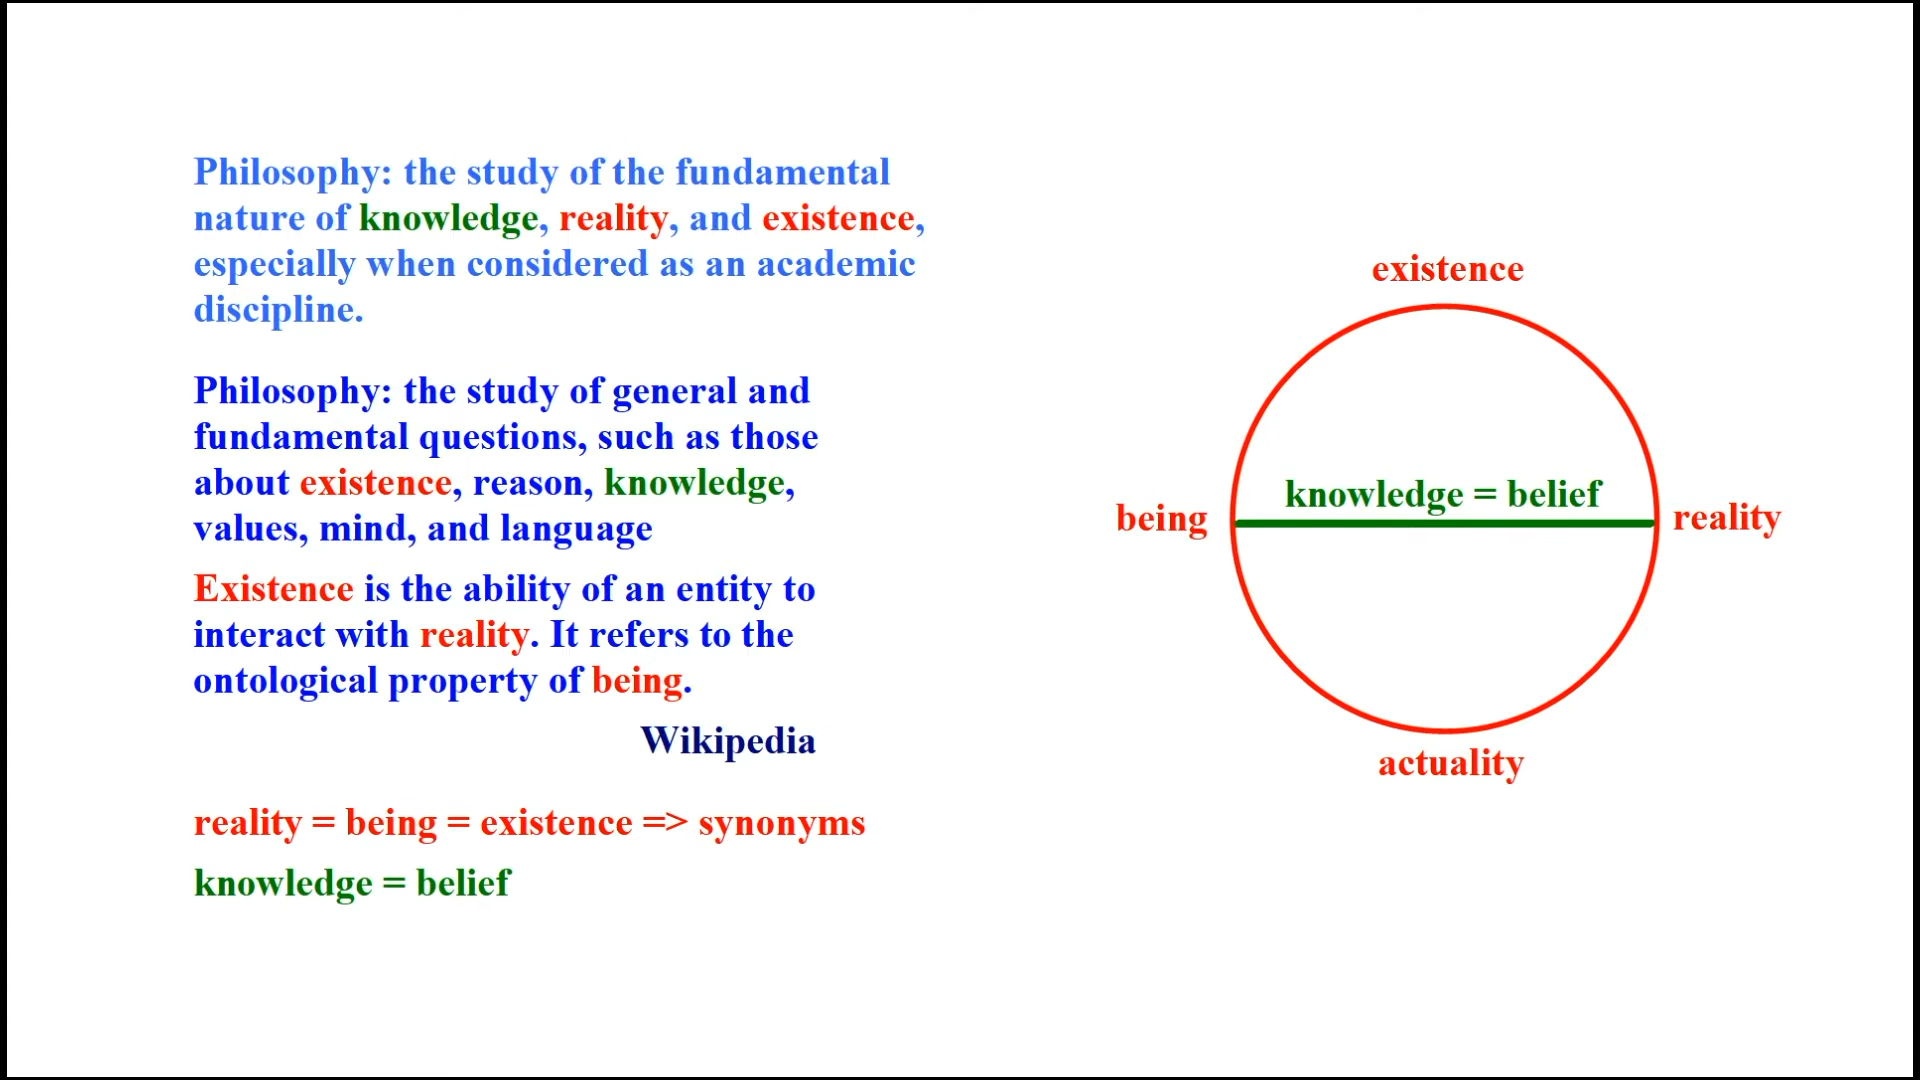 Philosophy: the study of the fundamental
nature of knowledge, reality, and existence,
especially when considered as an academic
discipline.
Philosophy: the study of general and
fundamental questions, such as those
about existence, reason, knowledge,
values, mind, and language
Existence is the ability of an entity to
interact with reality. It refers to the
ontological property of being.
Wikipedia
reality = being = existence => synonyms
knowledge = belief
existence
knowledge = belief
being
reality
actuality